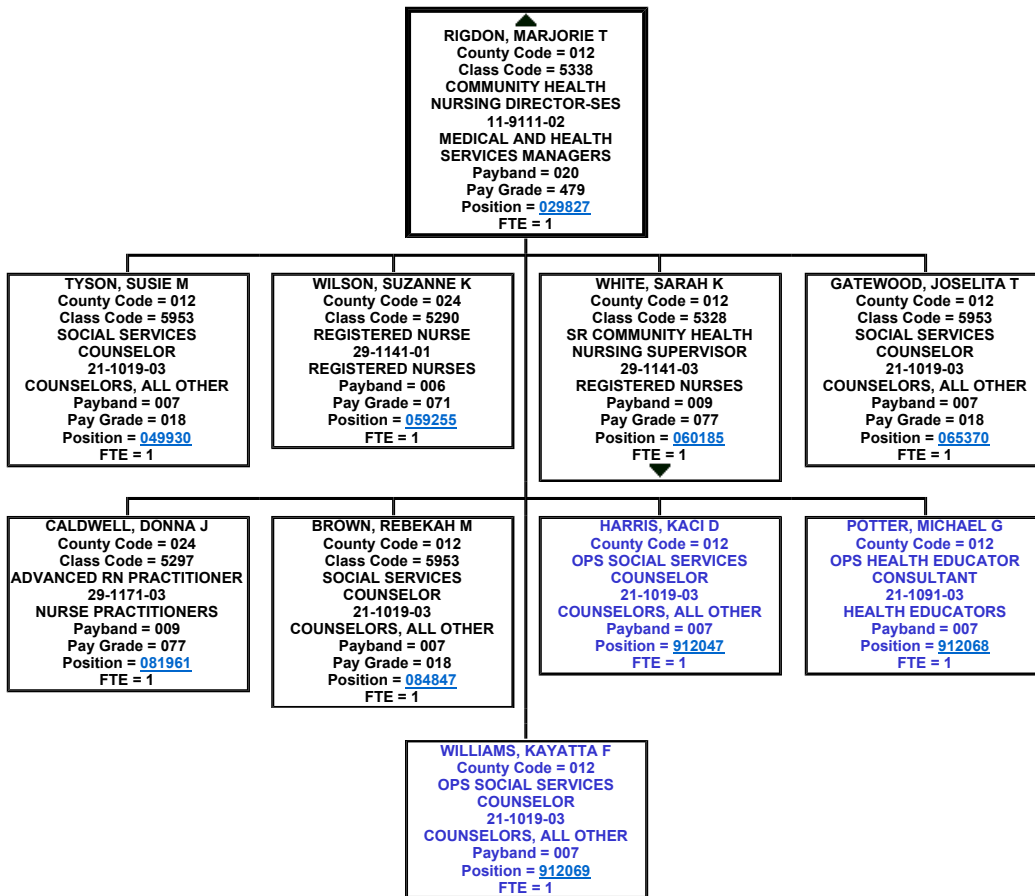 RIGDON, MARJORIE T
County Code = 012
Class Code = 5338
COMMUNITY HEALTH
NURSING DIRECTOR-SES
11-9111-02
MEDICAL AND HEALTH
SERVICES MANAGERS
Payband = 020
Pay Grade = 479
Position = 029827
FTE = 1
TYSON, SUSIE M
County Code = 012
Class Code = 5953
SOCIAL SERVICES
COUNSELOR
21-1019-03
COUNSELORS, ALL OTHER
Payband = 007
Pay Grade = 018
Position = 049930
FTE = 1
WILSON, SUZANNE K
County Code = 024
Class Code = 5290
REGISTERED NURSE
29-1141-01
REGISTERED NURSES
Payband = 006
Pay Grade = 071
Position = 059255
FTE = 1
WHITE, SARAH K
County Code = 012
Class Code = 5328
SR COMMUNITY HEALTH
NURSING SUPERVISOR
29-1141-03
REGISTERED NURSES
Payband = 009
Pay Grade = 077
Position = 060185
FTE = 1
GATEWOOD, JOSELITA T
County Code = 012
Class Code = 5953
SOCIAL SERVICES
COUNSELOR
21-1019-03
COUNSELORS, ALL OTHER
Payband = 007
Pay Grade = 018
Position = 065370
FTE = 1
CALDWELL, DONNA J
County Code = 024
Class Code = 5297
ADVANCED RN PRACTITIONER
29-1171-03
NURSE PRACTITIONERS
Payband = 009
Pay Grade = 077
Position = 081961
FTE = 1
BROWN, REBEKAH M
County Code = 012
Class Code = 5953
SOCIAL SERVICES
COUNSELOR
21-1019-03
COUNSELORS, ALL OTHER
Payband = 007
Pay Grade = 018
Position = 084847
FTE = 1
HARRIS, KACI D
County Code = 012
OPS SOCIAL SERVICES
COUNSELOR
21-1019-03
COUNSELORS, ALL OTHER
Payband = 007
Position = 912047
FTE = 1
POTTER, MICHAEL G
County Code = 012
OPS HEALTH EDUCATOR
CONSULTANT
21-1091-03
HEALTH EDUCATORS
Payband = 007
Position = 912068
FTE = 1
WILLIAMS, KAYATTA F
County Code = 012
OPS SOCIAL SERVICES
COUNSELOR
21-1019-03
COUNSELORS, ALL OTHER
Payband = 007
Position = 912069
FTE = 1